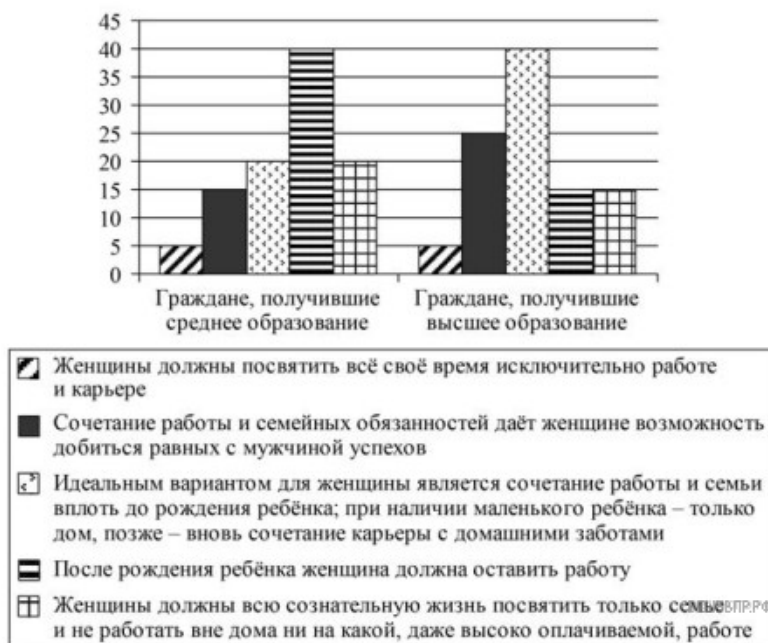 45
40
35
30
25
20
15
10
5
0
Граждане, получившие
среднее образование
Граждане, получившие
высшее образование
Женщины должны посвятить всё своё время исключительно работе
и карьере
Сочетание работы и семейных обязанностей даёт женщине возможность
добиться равных с мужчиной успехов
Идеальным вариантом для женщины является сочетание работы и семьи
вплоть до рождения ребёнка; при наличии маленького ребёнка – только
дом, позже – вновь сочетание карьеры с домашними заботами
После рождения ребёнка женщина должна оставить работу
Женщины должны всю сознательную жизнь посвятить только семье
и не работать вне дома ни на какой, даже высоко оплачиваемой, работе